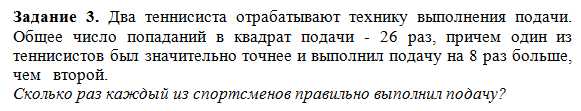 Задание 3. Два теннисиста отрабатывают технику выполнения подачи.
Общее число попаданий в квадрат подачи - 26 раз, причем один из
теннисистов был значительно точнее и выполнил подачу на 8 раз больше,
чем второй.
Сколько раз каждый из спортсменов правильно выполнил подачу?